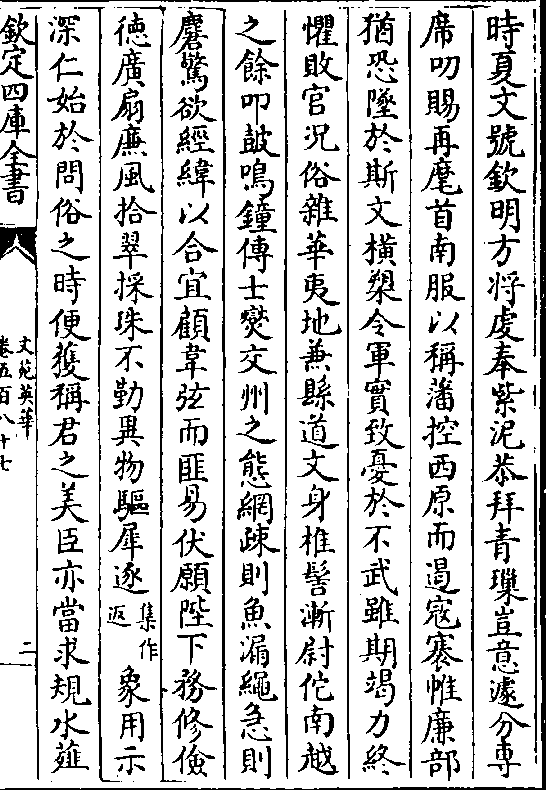 時夏文號欽明方将虔奉紫泥恭拜青瑣豈意遽分專
席叨賜再麾首南服以稱藩控西原而遏寇褰帷廉部
猶恐墜於斯文横槊令軍實致憂於不武雖期竭力終
懼敗官况俗雜華夷地兼縣道文身椎髻漸尉佗南越
之餘叩皷鳴鐘傳士爕交州之態網疎則魚漏繩急則
麏驚欲經緯以合宜顧韋弦而匪易伏願陛下務修儉
徳廣扇廉風拾翠採珠不勤異物驅犀逐集作返象用示
深仁始於問俗之時便獲稱君之美臣亦當求規水薤
欽定四庫全書
文苑英華
卷五百八十七
二